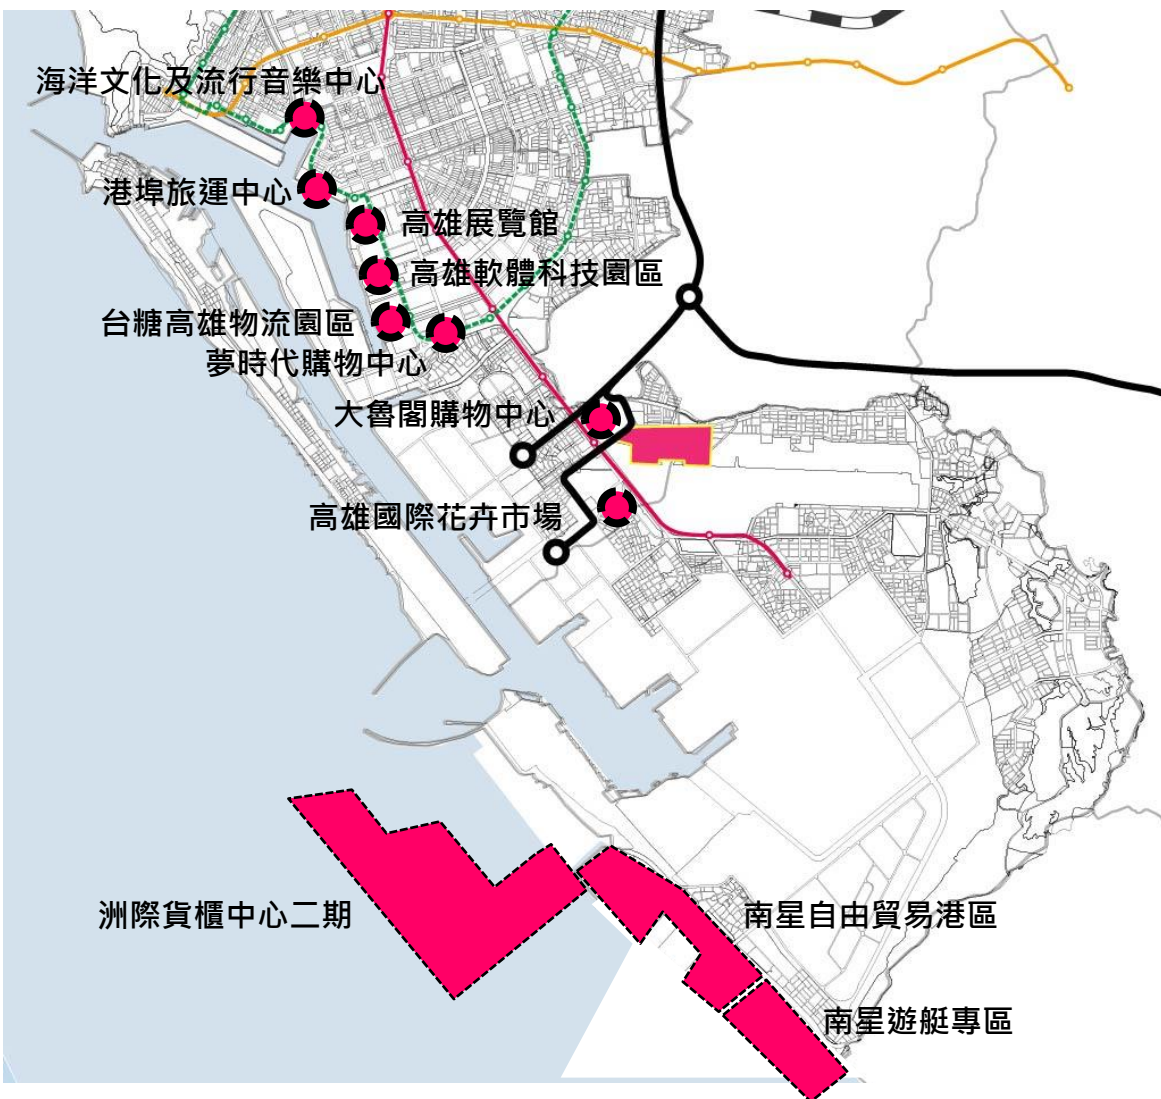 海洋文化及流行音樂中心
港埠旅運中心
高雄展覽館
高雄軟體科技園區
台糖高雄物流園區
夢時代購物中心
大魯閣購物中心
高雄國際花卉市場
洲際貨櫃中心二期
南星自由貿易港區
南星遊艇專區